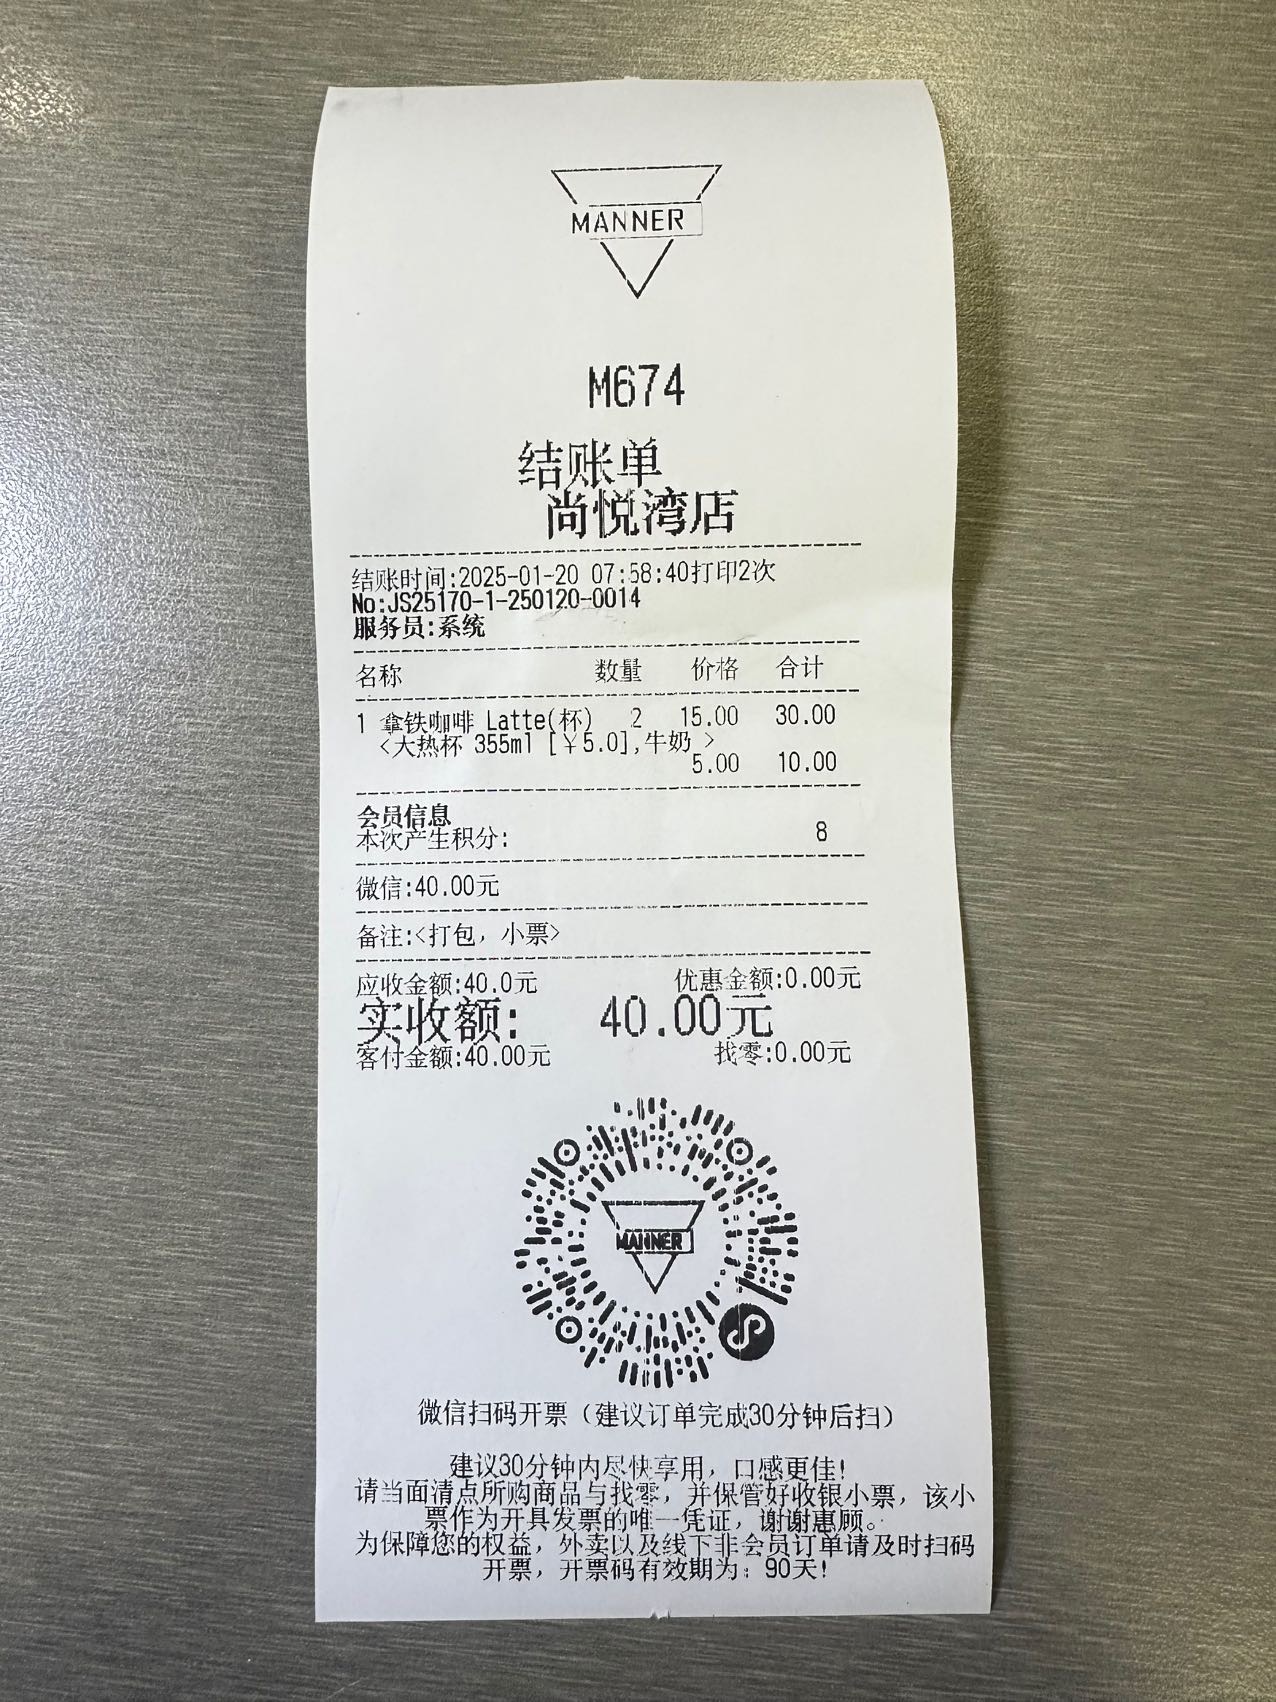 MANNER
M674
结账单
尚悦湾店
结账时间:2025-01-20 07:58:40打印2次
No:JS25170-1-250120-0014
服务员:系统
名称 数量 价格 合计
1 拿铁咖啡 Latte(杯) 2 15.00 30.00
<大热杯 355ml [￥5.0],牛奶 >
5.00 10.00
会员信息
本次产生积分: 8
微信:40.00元
备注:<打包，小票>
应收金额:40.0元 优惠金额:0.00元
实收额: 40.00元
客付金额:40.00元 找零:0.00元
MANNER
微信扫码开票（建议订单完成30分钟后扫）
建议30分钟内尽快享用，口感更佳!
请当面清点所购商品与找零，并保管好收银小票，该小
票作为开具发票的唯一凭证，谢谢惠顾。
为保障您的权益，外卖以及线下非会员订单请及时扫码
开票，开票码有效期为：90天!